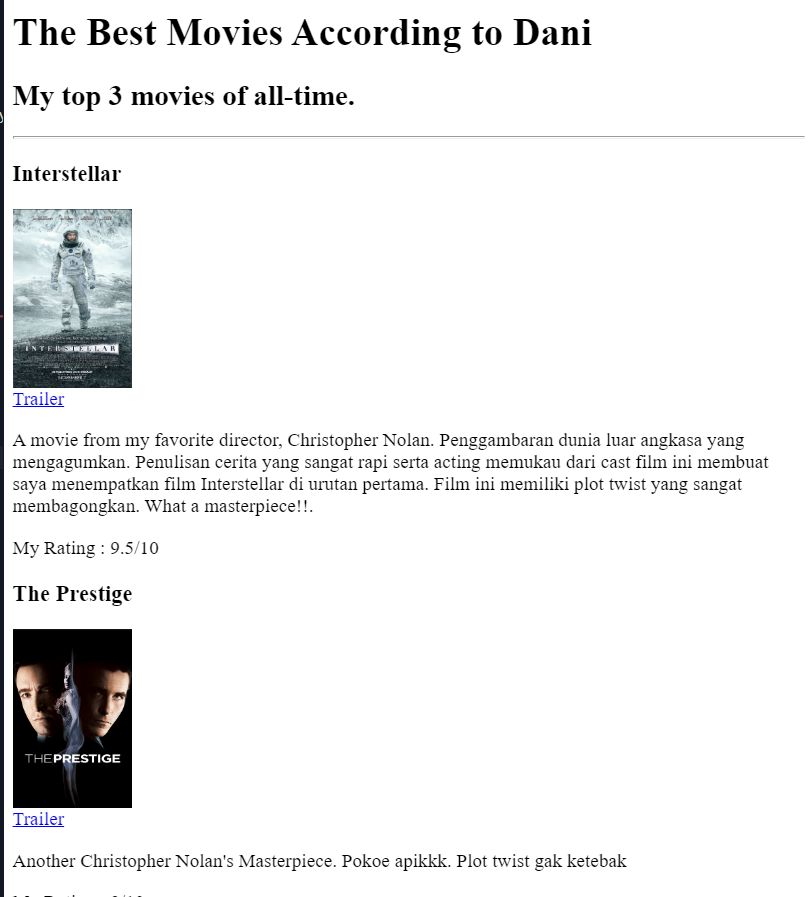 The Best Movies According to Dani
My top 3 movies of all-time.
Interstellar
INTERSTELLAR
Trailer
A movie from my favorite director, Christopher Nolan. Penggambaran dunia luar angkasa yang
mengagumkan. Penulisan cerita yang sangat rapi serta acting memukau dari cast film ini membuat
saya menempatkan film Interstellar di urutan pertama. Film ini memiliki plot twist yang sangat
membagongkan. What a masterpiece!!.
My Rating : 9.5/10
The Prestige
THEPRESTIGE
Trailer
Another Christopher Nolan's Masterpiece. Pokoe apikkk. Plot twist gak ketebak